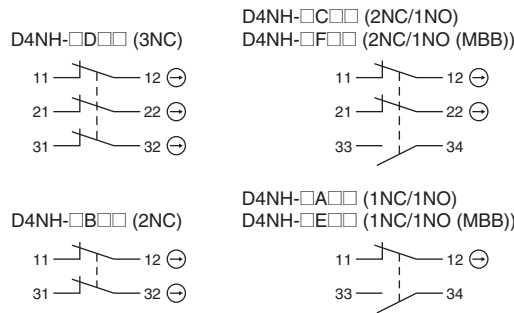 D4NH-□D□□ (3NC)
11 12
21 22
31 32
D4NH-□C□□ (2NC/1NO)
D4NH-□F□□ (2NC/1NO (MBB))
11 12
21 22
33 34
D4NH-□B□□ (2NC)
11 12
31 32
D4NH-□A□□ (1NC/1NO)
D4NH-□E□□ (1NC/1NO (MBB))
11 12
33 34